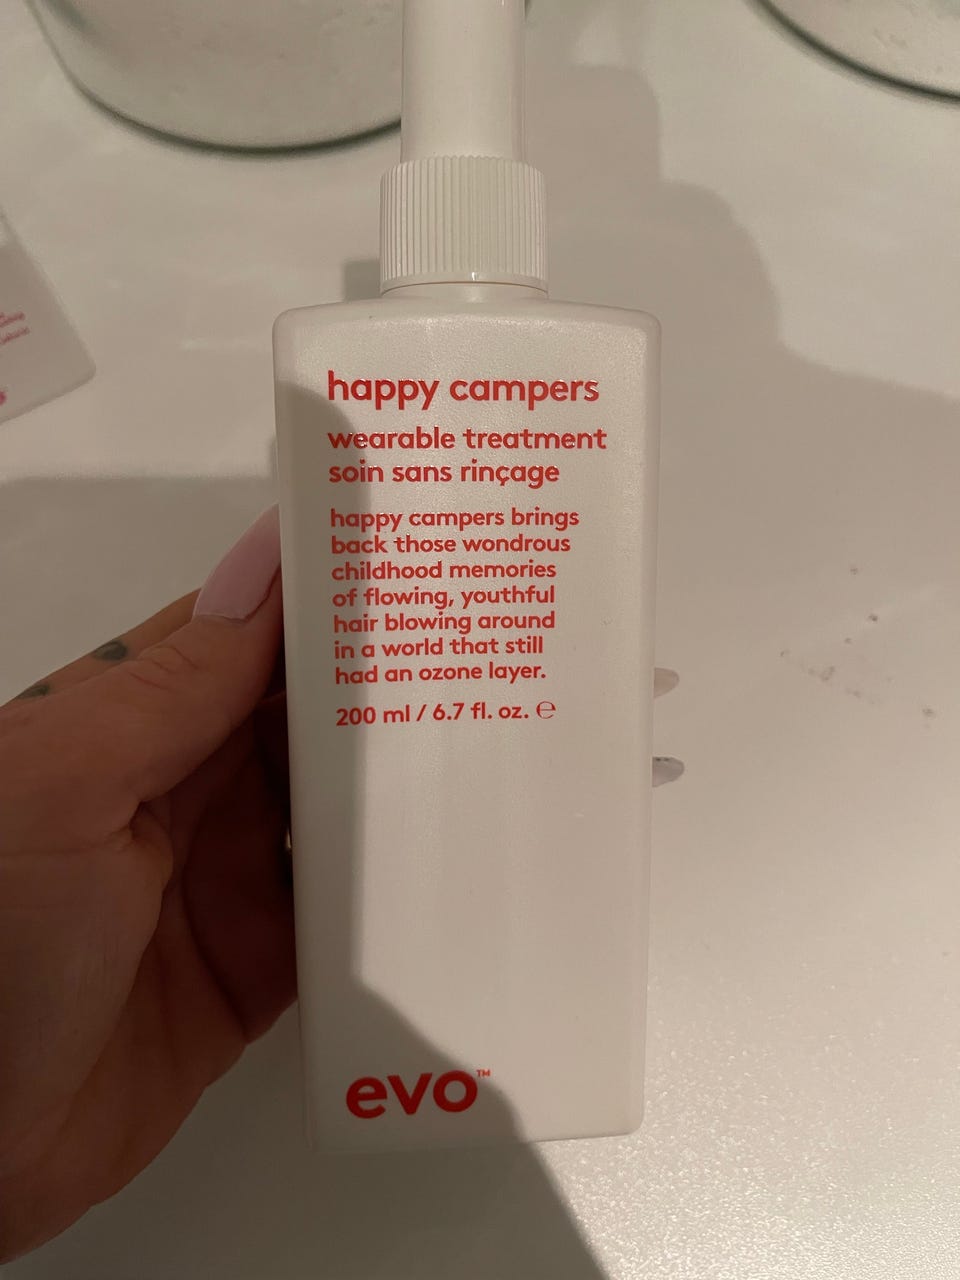 happy campers
wearable treatment
soin sans rinçage
happy campers brings
back those wondrous
childhood memories
of flowing, youthful
hair blowing around
in a world that still
had an ozone layer.
200 ml / 6.7 fl. oz. ℮
evo™